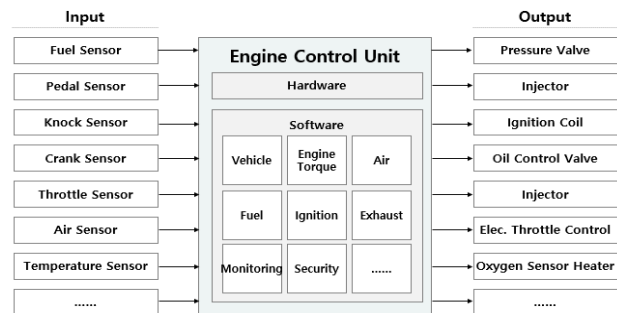 Input
Output
Fuel Sensor
Pedal Sensor
Knock Sensor
Crank Sensor
Throttle Sensor
Air Sensor
Temperature Sensor
......
Engine Control Unit
Hardware
Software
Vehicle
Engine
Torque
Air
Fuel
Ignition
Exhaust
Monitoring
Security
......
Pressure Valve
Injector
Ignition Coil
Oil Control Valve
Injector
Elec. Throttle Control
Oxygen Sensor Heater
......